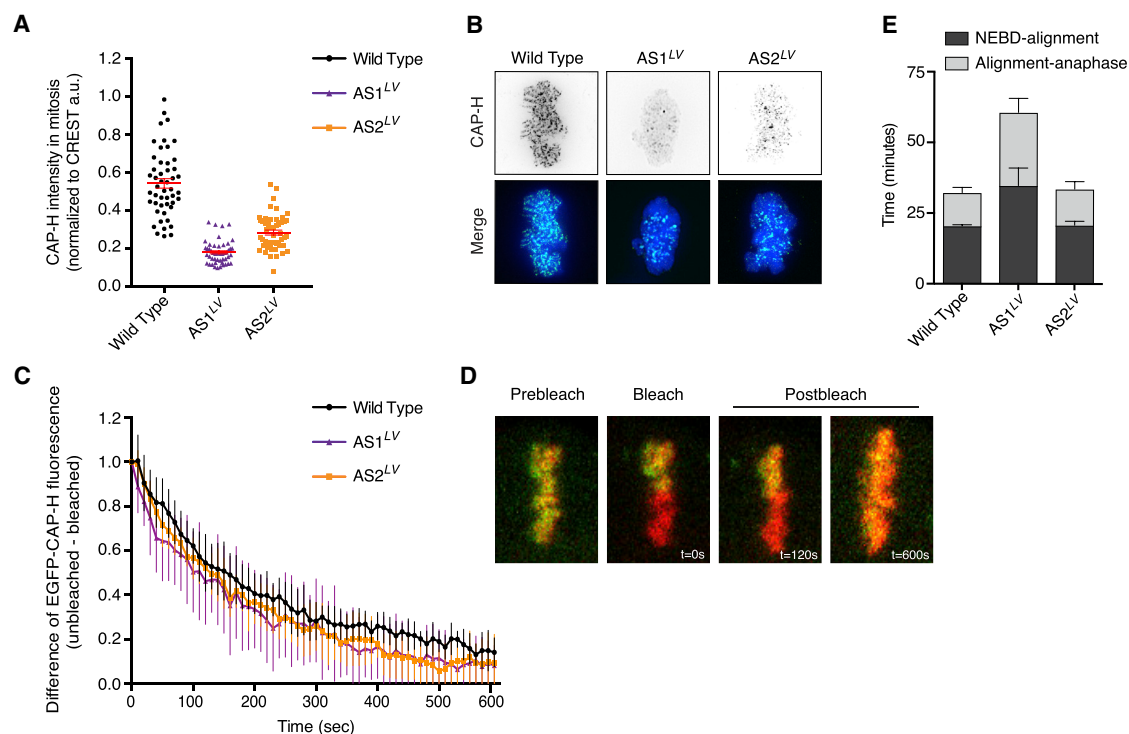 A
CAP-H intensity in mitosis
(normalized to CREST a.u.)
1.2
1.0
0.8
0.6
0.4
0.2
0.0
Wild Type
AS1LV
AS2LV
Wild Type
AS1LV
AS2LV
B
Wild Type
AS1LV
AS2LV
CAP-H
Merge
E
NEBD-alignment
Alignment-anaphase
Time (minutes)
75
50
25
0
Wild Type
AS1LV
AS2LV
C
Difference of EGFP-CAP-H fluorescence
(unbleached - bleached)
1.2
1.0
0.8
0.6
0.4
0.2
0.0
Wild Type
AS1LV
AS2LV
0
100
200
300
400
500
600
Time (sec)
D
Prebleach
Bleach
Postbleach
t=0s
t=120s
t=600s